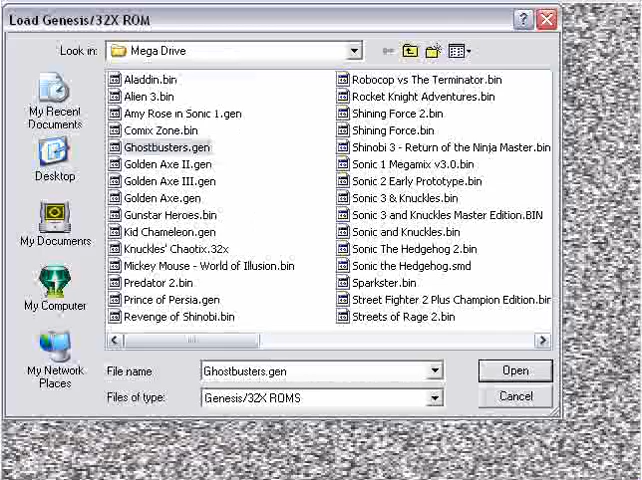 Load Genesis/32X ROM
Look in: Mega Drive
My Recent
Documents
Desktop
My Documents
My Computer
My Network
Places
Aladdin.bin
Alien 3.bin
Amy Rose in Sonic 1.gen
Comix Zone.bin
Ghostbusters.gen
Golden Axe II.gen
Golden Axe III.gen
Golden Axe.gen
Gunstar Heroes.bin
Kid Chameleon.gen
Knuckles' Chaotix.32x
Mickey Mouse - World of Illusion.bin
Predator 2.bin
Prince of Persia.gen
Revenge of Shinobi.bin
Robocop vs The Terminator.bin
Rocket Knight Adventures.bin
Shining Force 2.bin
Shining Force.bin
Shinobi 3 - Return of the Ninja Master.bin
Sonic 1 Megamix v3.0b.bin
Sonic 2 Early Prototype.bin
Sonic 3 & Knuckles.bin
Sonic 3 and Knuckles Master Edition.BIN
Sonic and Knuckles.bin
Sonic The Hedgehog 2.bin
Sonic the Hedgehog.smd
Sparkster.bin
Street Fighter 2 Plus Champion Edition.bin
Streets of Rage 2.bin
File name Ghostbusters.gen Open
Files of type: Genesis/32X ROMS Cancel